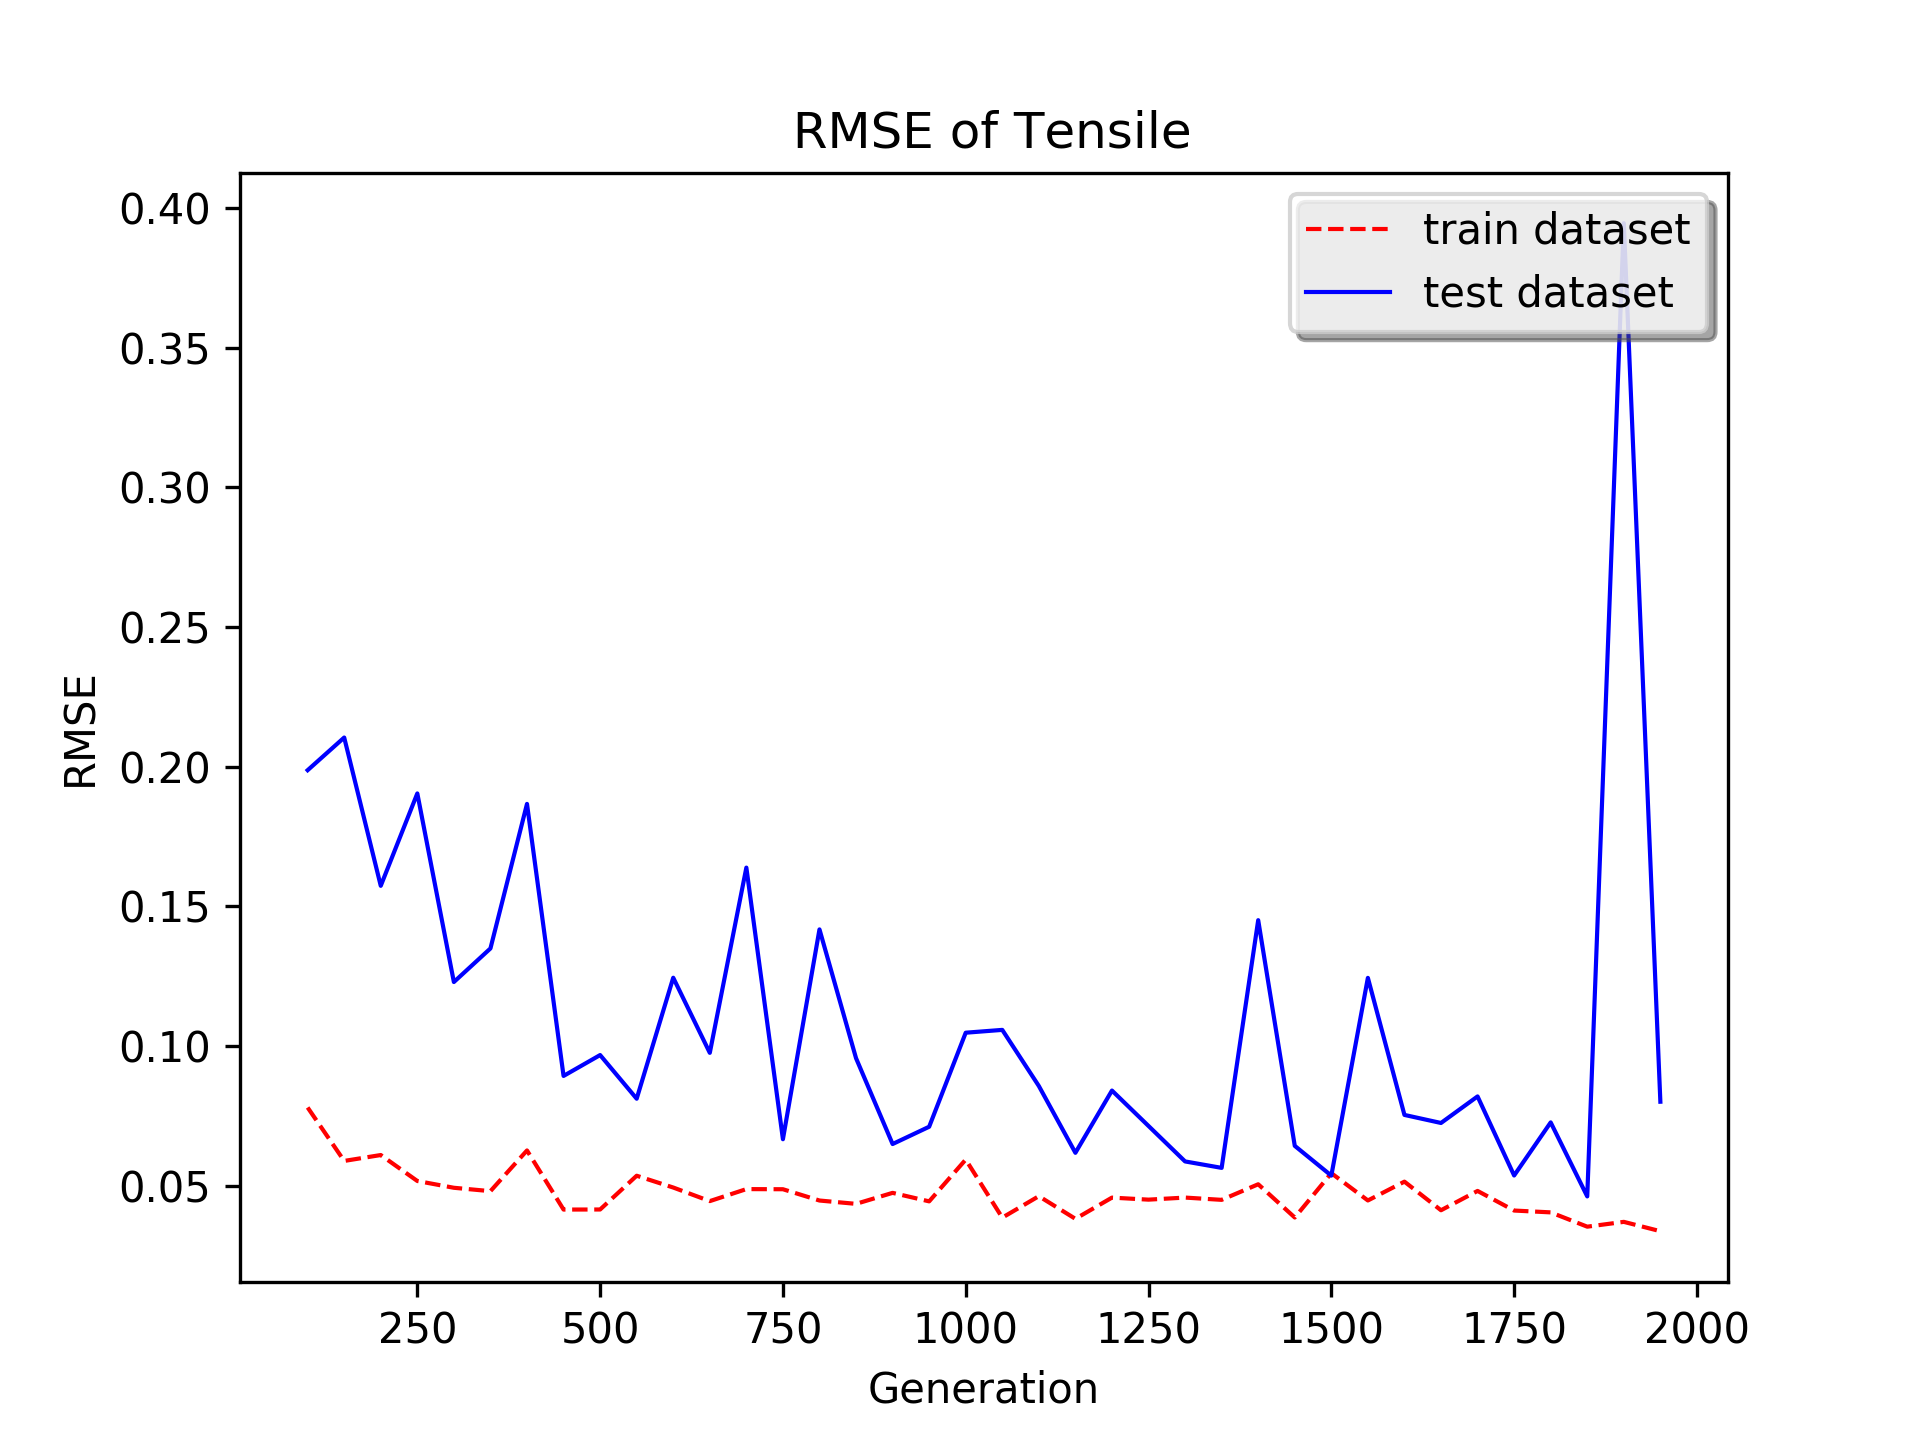 RMSE of Tensile
train dataset
test dataset
0.40
0.35
0.30
0.25
0.20
0.15
0.10
0.05
RMSE
250 500 750 1000 1250 1500 1750 2000
Generation